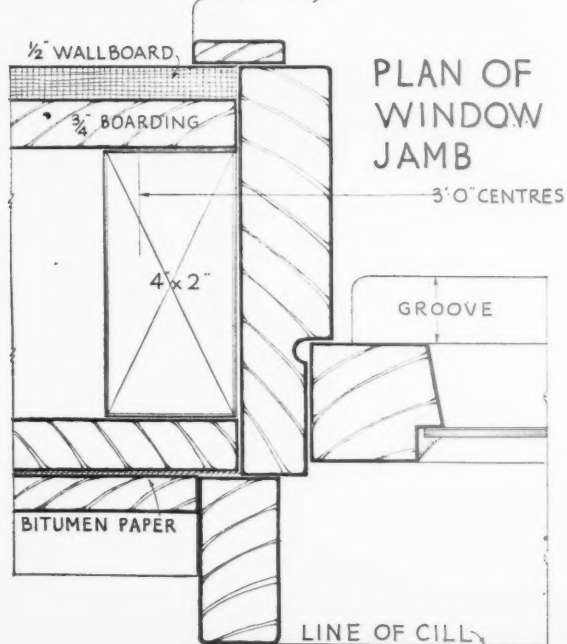 ½" WALLBOARD
PLAN OF
WINDOW
JAMB
¾" BOARDING
3'0" CENTRES
4" x 2"
GROOVE
BITUMEN PAPER
LINE OF CILL